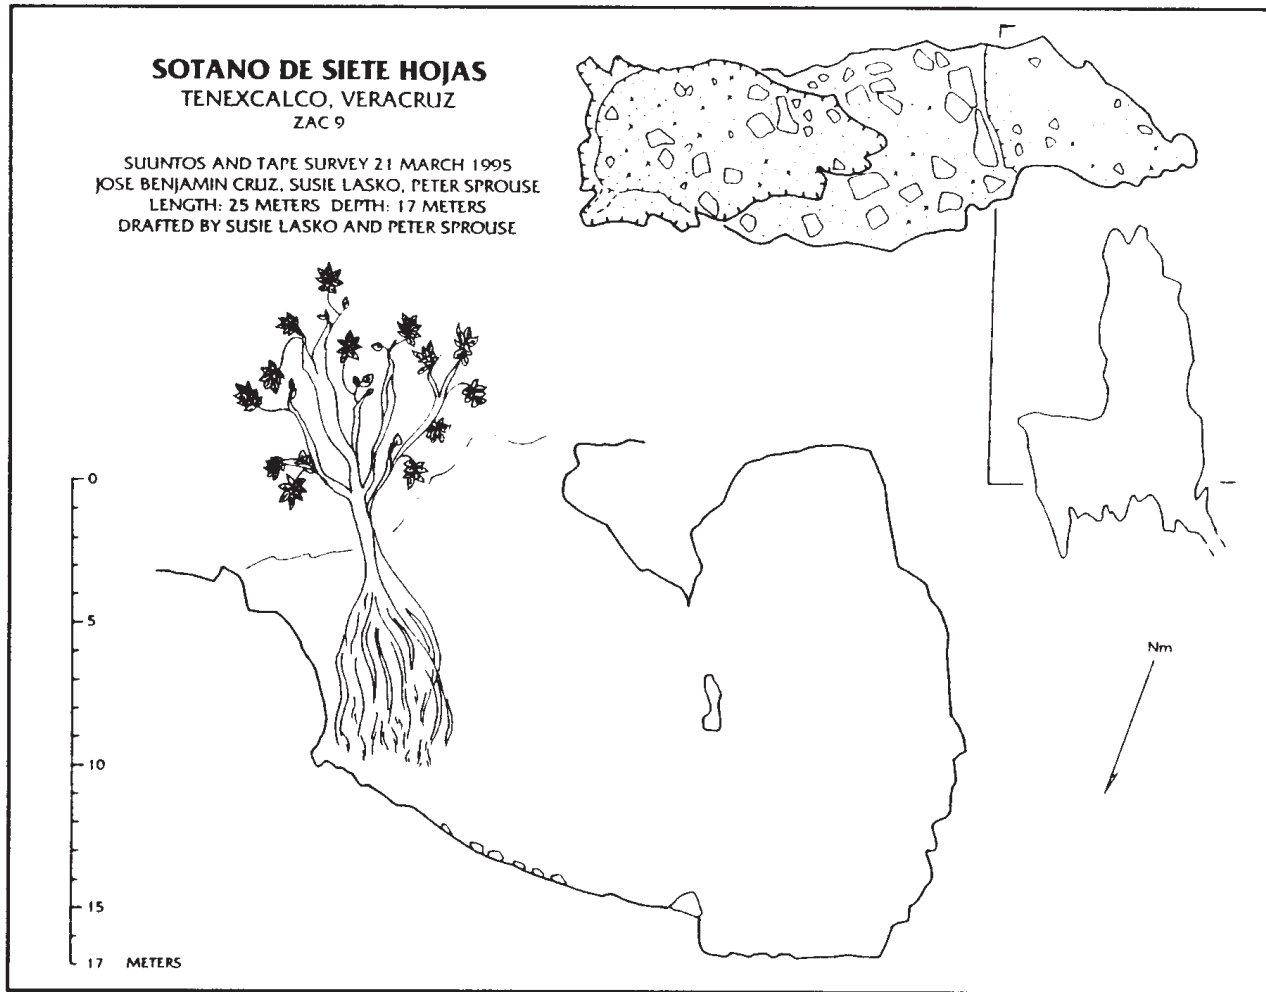 SOTANO DE SIETE HOJAS
TENEXCALCO, VERACRUZ
ZAC 9
SUUNTOS AND TAPE SURVEY 21 MARCH 1995
JOSE BENJAMIN CRUZ, SUSIE LASKO, PETER SPROUSE
LENGTH: 25 METERS DEPTH: 17 METERS
DRAFTED BY SUSIE LASKO AND PETER SPROUSE
0
5
Nm
10
15
17 METERS